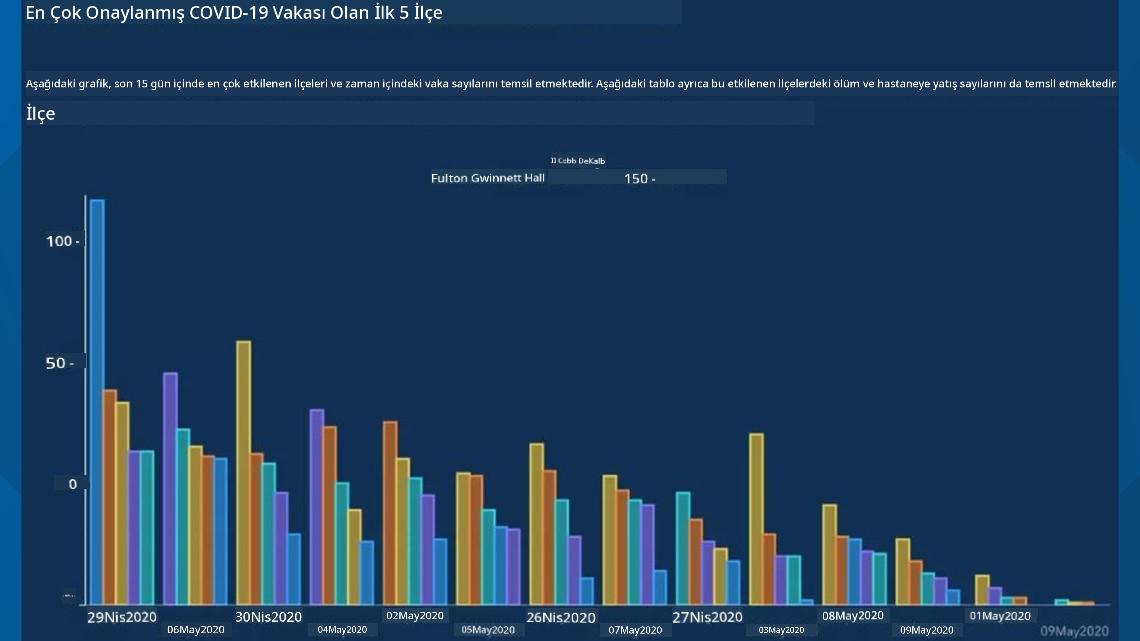 En Çok Onaylanmış COVID-19 Vakası Olan İlk 5 İlçe
Aşağıdaki grafik, son 15 gün içinde en çok etkilenen ilçeleri ve zaman içindeki vaka sayılarını temsil etmektedir. Aşağıdaki tablo ayrıca bu etkilenen ilçelerdeki ölüm ve hastaneye yatış sayılarını da temsil etmektedir.
İlçe
Cobb DeKalb
Fulton Gwinnett Hall 150 -
100 -
50 -
0
29Nis2020 30Nis2020 02May2020 26Nis2020 27Nis2020 08May2020 01May2020
06May2020 04May2020 05May2020 07May2020 03May2020 09May2020 09May2020